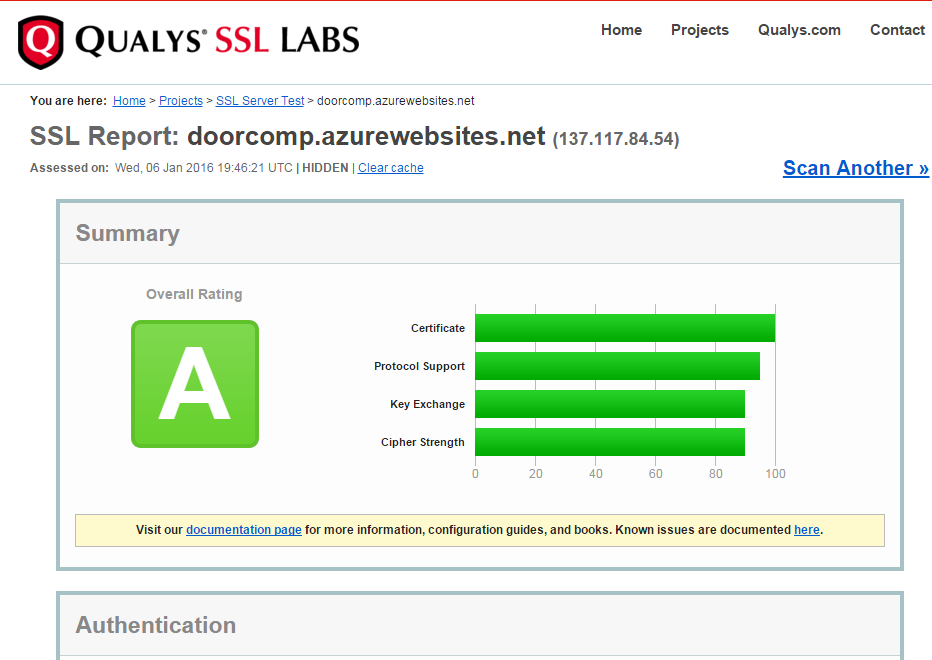 QUALYS® SSL LABS
Home Projects Qualys.com Contact
You are here: Home > Projects > SSL Server Test > doorcomp.azurewebsites.net
SSL Report: doorcomp.azurewebsites.net (137.117.84.54)
Assessed on: Wed, 06 Jan 2016 19:46:21 UTC | HIDDEN | Clear cache
Scan Another »
Summary
Overall Rating
A
Certificate
Protocol Support
Key Exchange
Cipher Strength
0 20 40 60 80 100
Visit our documentation page for more information, configuration guides, and books. Known issues are documented here.
Authentication